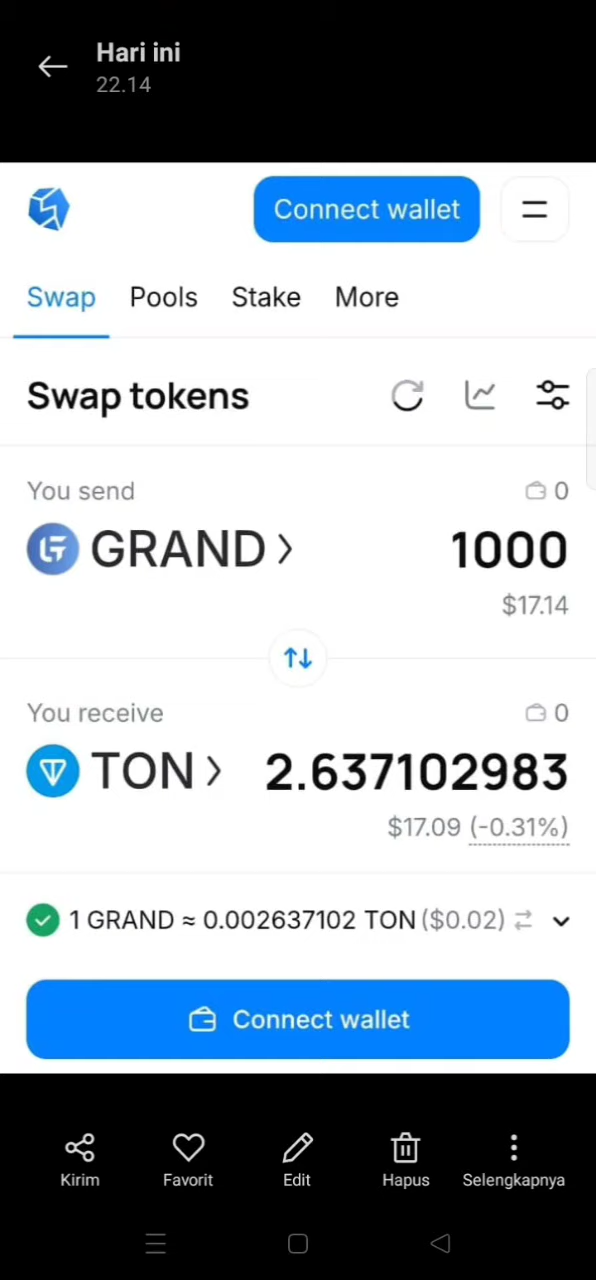 Hari ini
22.14
Connect wallet
Swap Pools Stake More
Swap tokens
You send 0
GRAND 1000
$17.14
You receive 0
TON 2.637102983
$17.09 (-0.31%)
1 GRAND ≈ 0.002637102 TON ($0.02)
Connect wallet
Kirim Favorit Edit Hapus Selengkapnya